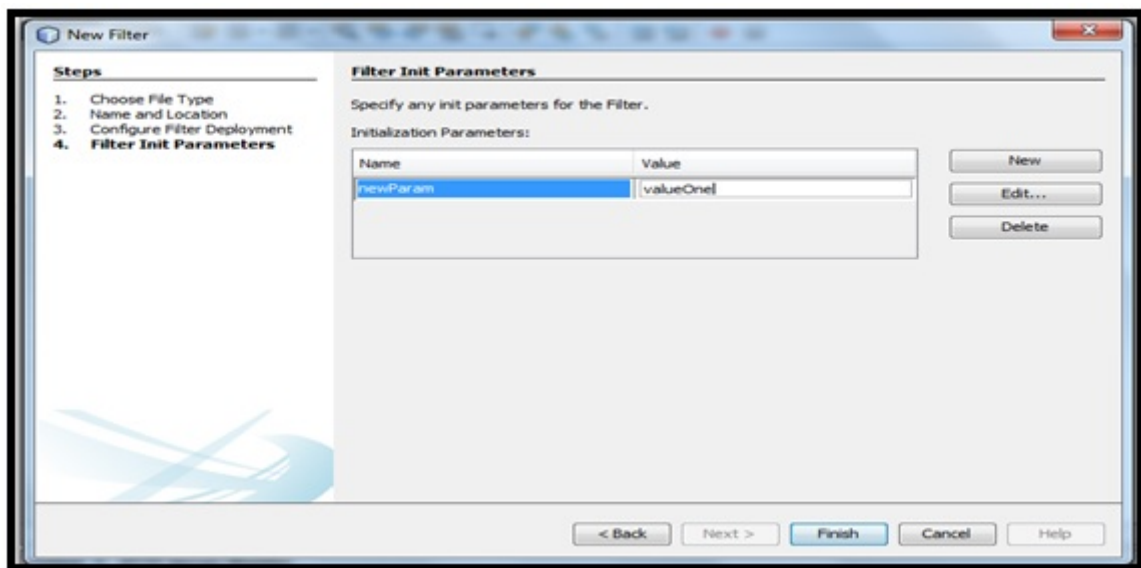 New Filter
Steps
1. Choose File Type
2. Name and Location
3. Configure Filter Deployment
4. Filter Init Parameters
Filter Init Parameters
Specify any init parameters for the Filter.
Initialization Parameters:
Name Value
newParam valueOne
New
Edit...
Delete
< Back Next > Finish Cancel Help